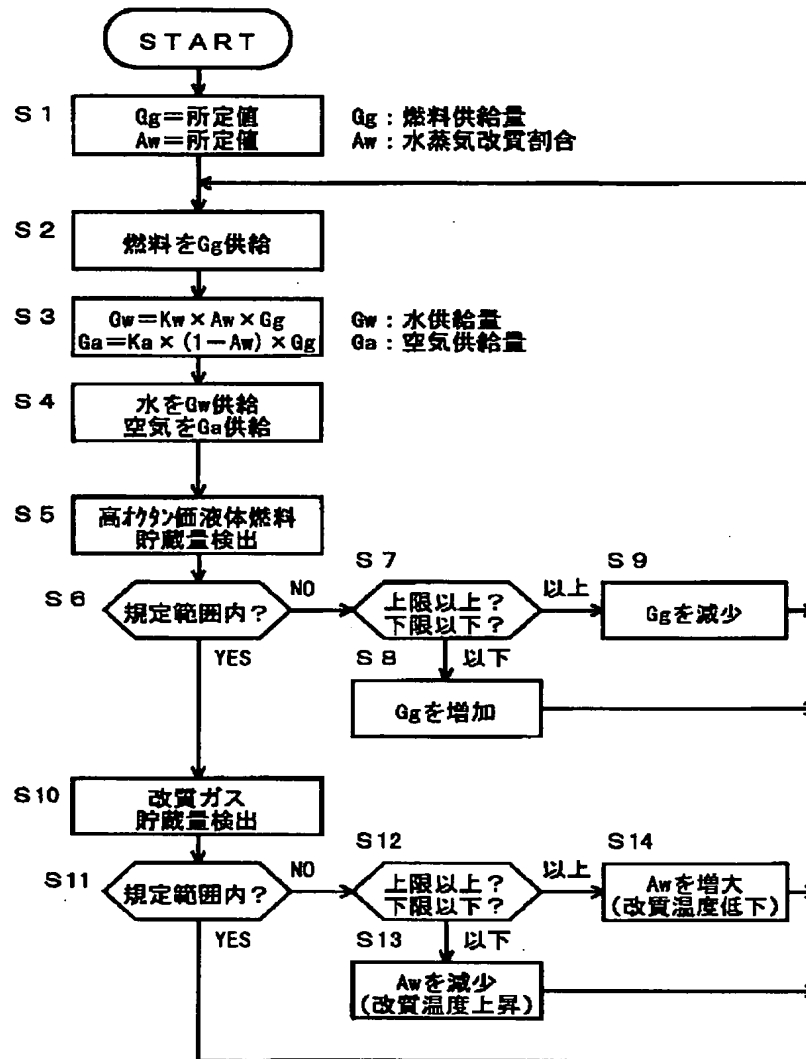 START
S1
Gg=所定値
Aw=所定値
Gg:燃料供給量
Aw:水蒸気改質割合
S2
燃料をGg供給
S3
Gw=Kw×Aw×Gg
Ga=Ka×(1-Aw)×Gg
Gw:水供給量
Ga:空気供給量
S4
水をGw供給
空気をGa供給
S5
高オクタン価液体燃料
貯蔵量検出
S6
規定範囲内?
NO
YES
S7
上限以上?
下限以下?
以上
以下
S9
Ggを減少
S8
Ggを増加
S10
改質ガス
貯蔵量検出
S11
規定範囲内?
NO
YES
S12
上限以上?
下限以下?
以上
以下
S14
Awを増大
(改質温度低下)
S13
Awを減少
(改質温度上昇)